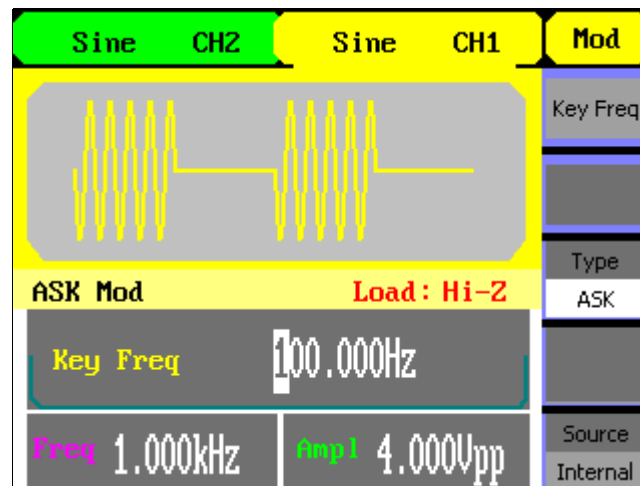 Sine CH2 Sine CH1 Mod
Key Freq
Type
ASK Mod Load: Hi-Z
ASK
Key Freq 100.000Hz
Source
Freq 1.000kHz Ampl 4.000Vpp
Internal